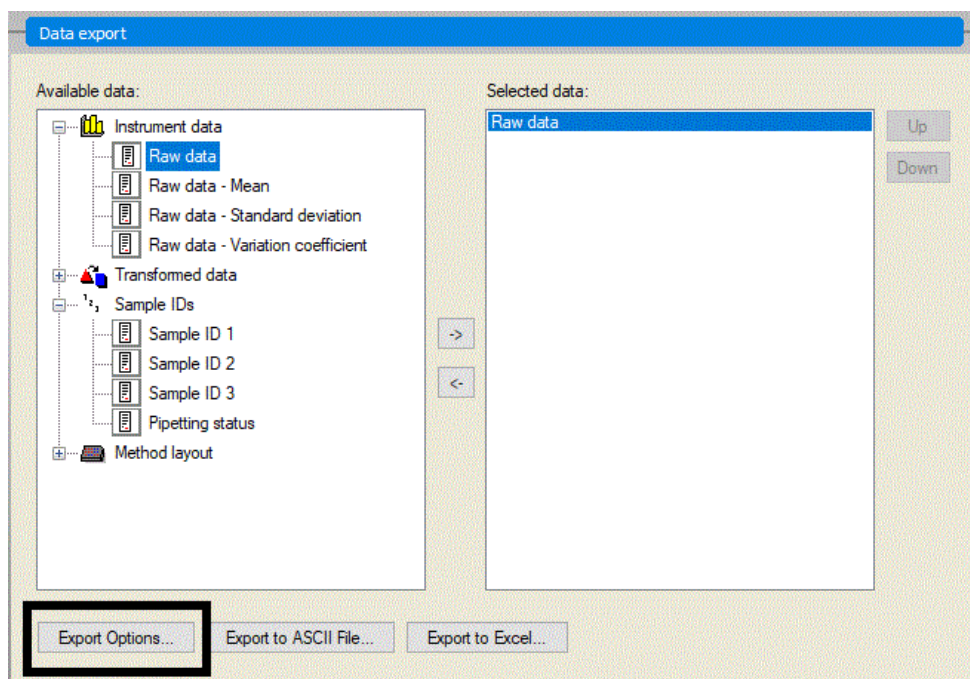 Data export
Available data:
Selected data:
Instrument data
Raw data
Raw data - Mean
Raw data - Standard deviation
Raw data - Variation coefficient
Transformed data
Sample IDs
Sample ID 1
Sample ID 2
Sample ID 3
Pipetting status
Method layout
->
<-
Raw data
Up
Down
Export Options...
Export to ASCII File...
Export to Excel...